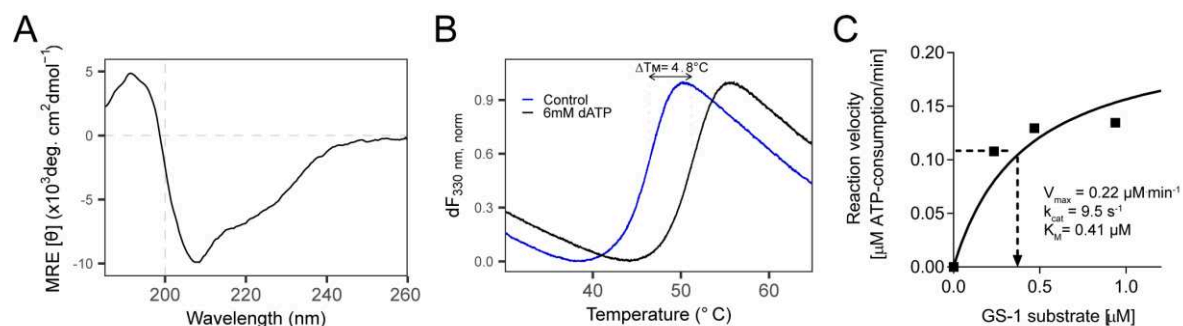 A
MRE [θ] (x10³deg. cm²dmol⁻¹)
5
0
-5
-10
200
220
240
260
Wavelength (nm)
B
dF330 nm, norm
0.9
0.6
0.3
0.0
ΔTM= 4.8°C
Control
6mM dATP
40
50
60
Temperature (° C)
C
Reaction velocity
[µM ATP-consumption/min]
0.20
0.15
0.10
0.05
0.00
Vmax = 0.22 µM·min⁻¹
kcat = 9.5 s⁻¹
KM = 0.41 µM
0.0
0.5
1.0
GS-1 substrate [µM]